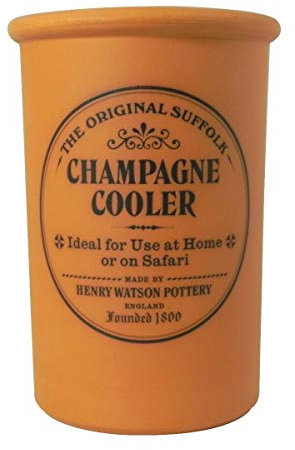 THE ORIGINAL SUFFOLK
CHAMPAGNE
COOLER
Ideal for Use at Home
or on Safari
MADE BY
HENRY WATSON POTTERY
ENGLAND
Founded 1800